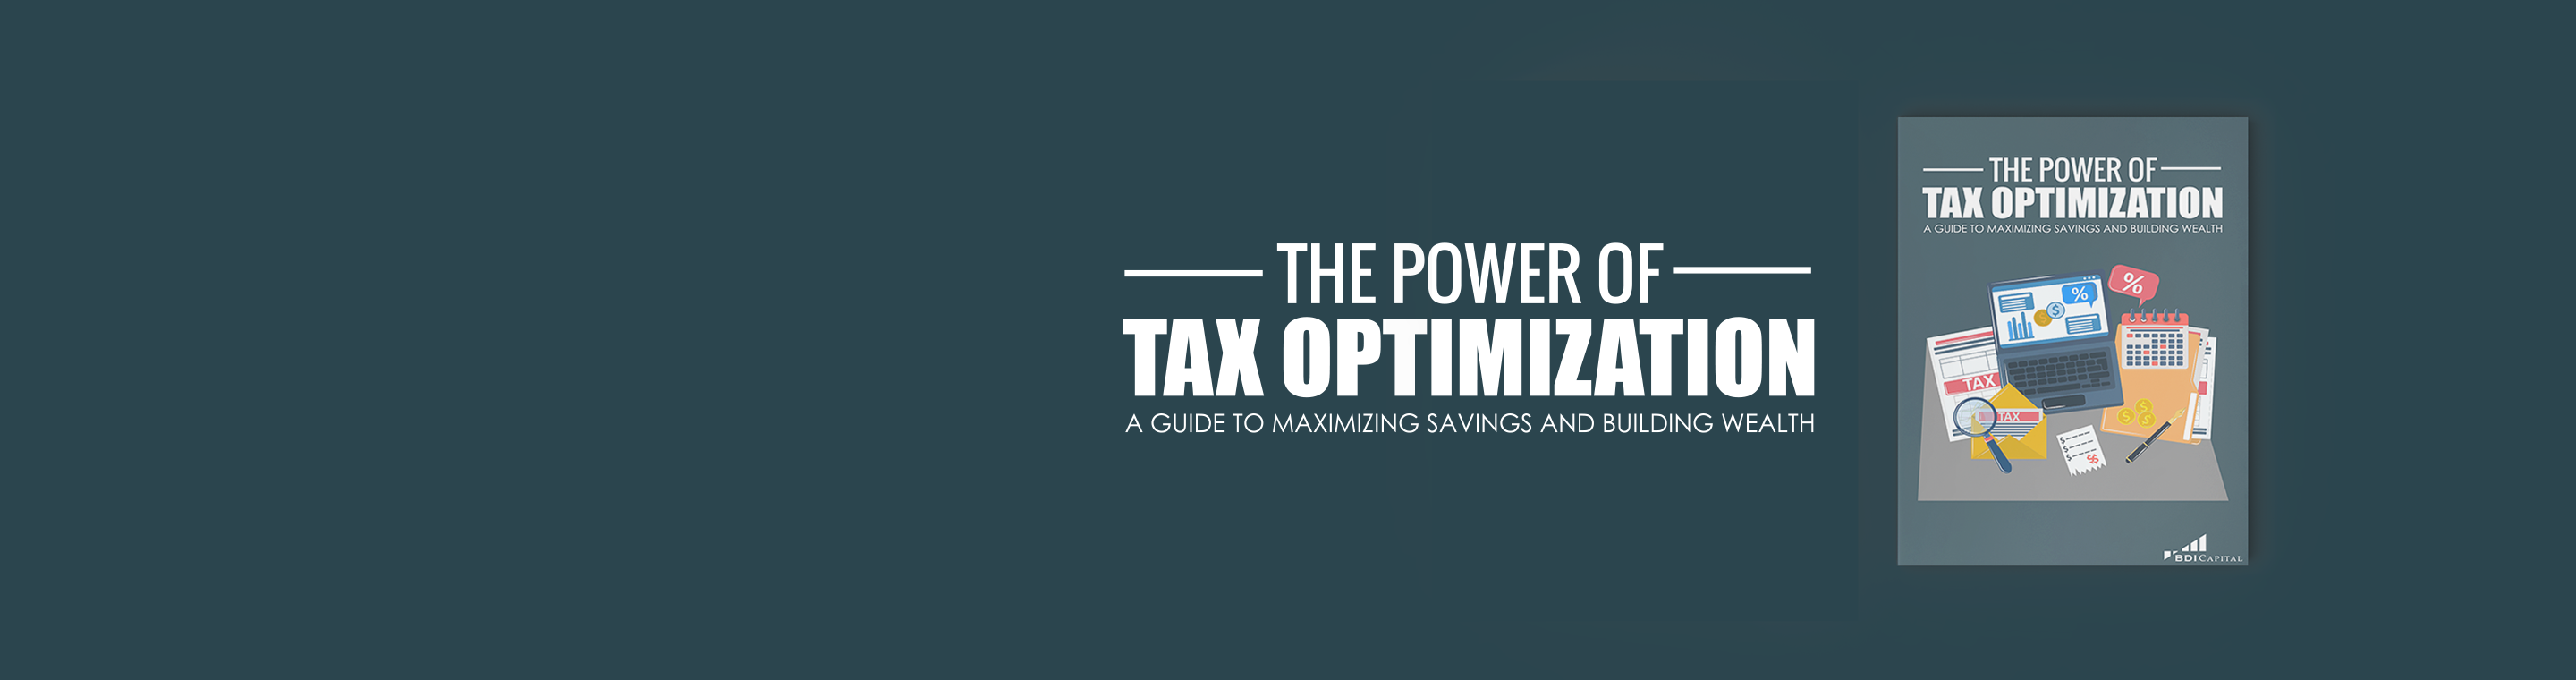 THE POWER OF
TAX OPTIMIZATION
A GUIDE TO MAXIMIZING SAVINGS AND BUILDING WEALTH
THE POWER OF
TAX OPTIMIZATION
A GUIDE TO MAXIMIZING SAVINGS AND BUILDING WEALTH
%
%
$
$
TAX
TAX
$
$
$
$
$
$
$$
BDI CAPITAL